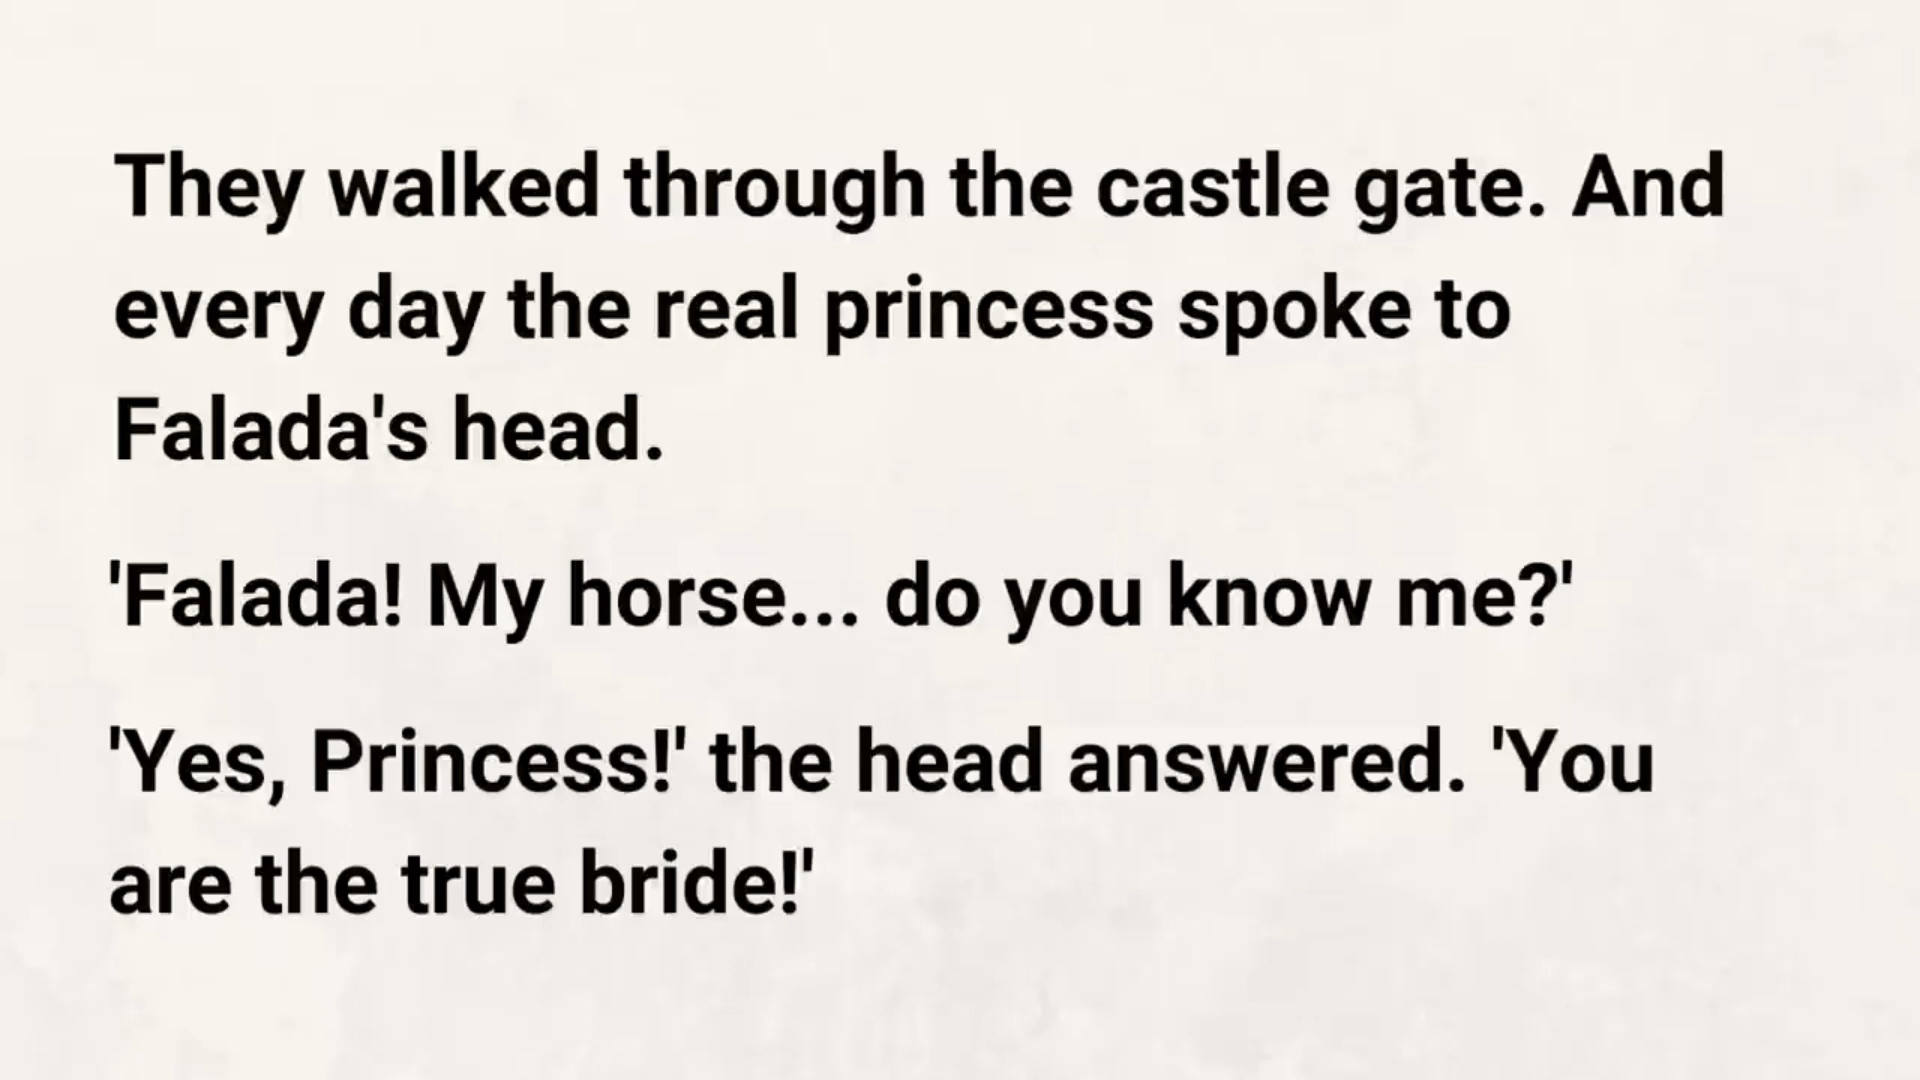 They walked through the castle gate. And
every day the real princess spoke to
Falada's head.
'Falada! My horse... do you know me?'
'Yes, Princess!' the head answered. 'You
are the true bride!'